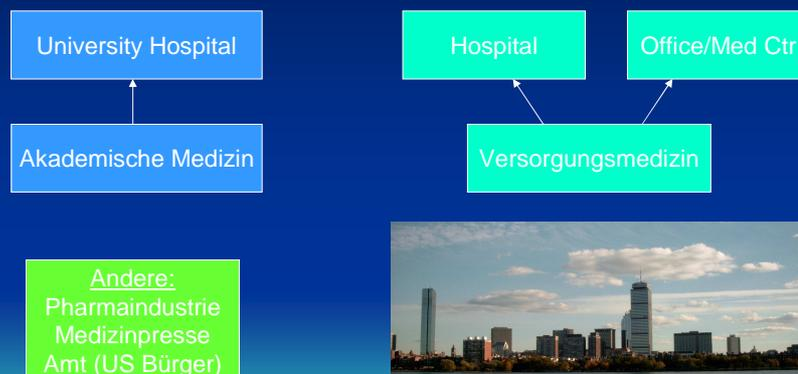 University Hospital
Hospital
Office/Med Ctr
Akademische Medizin
Versorgungsmedizin
Andere:
Pharmaindustrie
Medizinpresse
Amt (US Bürger)